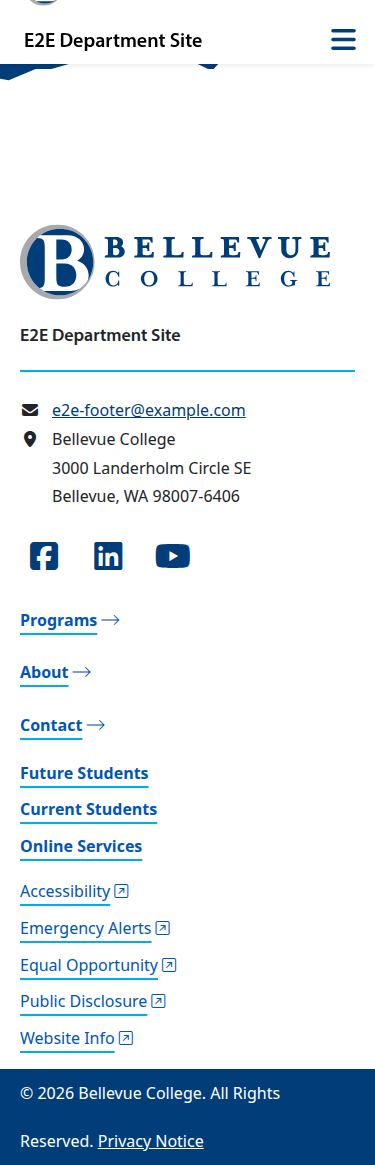 E2E Department Site
B
BELLEVUE
COLLEGE
E2E Department Site
e2e-footer@example.com
Bellevue College
3000 Landerholm Circle SE
Bellevue, WA 98007-6406
Programs
About
Contact
Future Students
Current Students
Online Services
Accessibility
Emergency Alerts
Equal Opportunity
Public Disclosure
Website Info
© 2026 Bellevue College. All Rights
Reserved. Privacy Notice